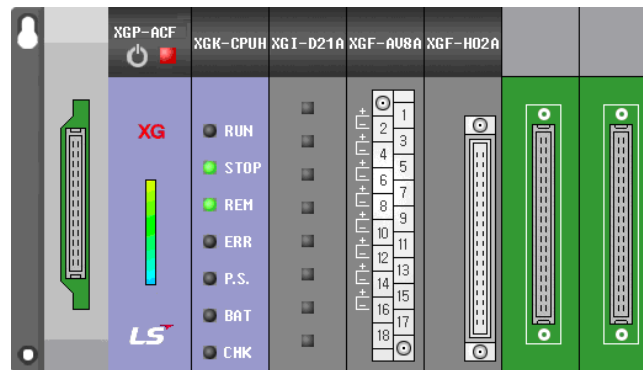 XGP-ACF
XGK-CPUH
XGI-D21A
XGF-AV8A
XGF-HO2A
XG
LS
RUN
STOP
REM
ERR
P.S.
BAT
CHK
1
2
3
4
5
6
7
8
9
10
11
12
13
14
15
16
17
18